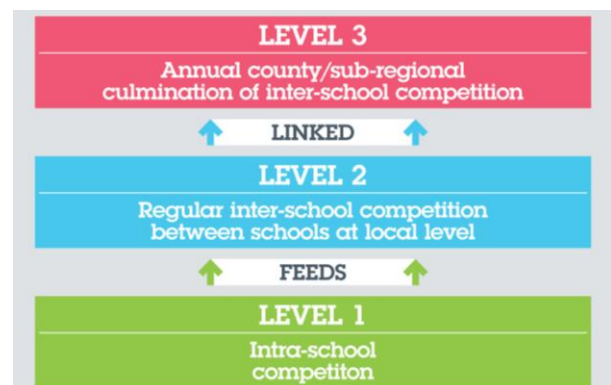 LEVEL 3
Annual county/sub-regional
culmination of inter-school competition
LINKED
LEVEL 2
Regular inter-school competition
between schools at local level
FEEDS
LEVEL 1
Intra-school
competiton